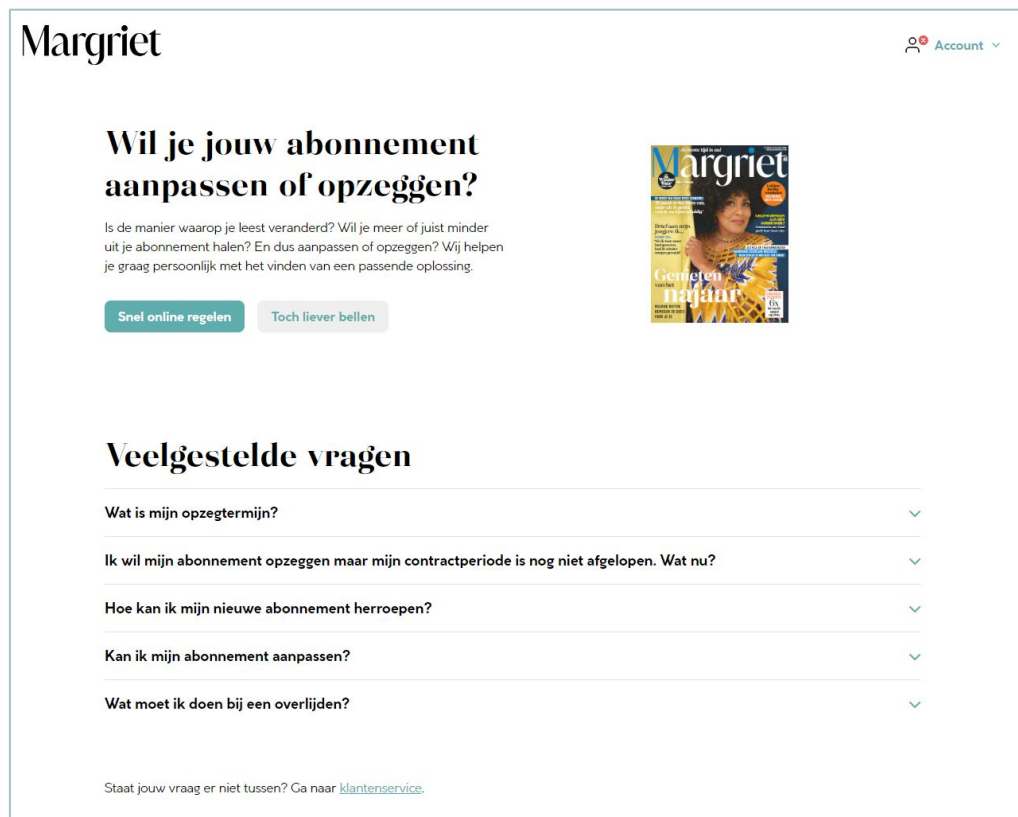 Margriet
Account
Wil je jouw abonnement
aanpassen of opzeggen?
Is de manier waarop je leest veranderd? Wil je meer of juist minder
uit je abonnement halen? En dus aanpassen of opzeggen? Wij helpen
je graag persoonlijk met het vinden van een passende oplossing.
Snel online regelen
Toch liever bellen
Margriet
Genieten
van het
najaar
Veelgestelde vragen
Wat is mijn opzegtermijn?
Ik wil mijn abonnement opzeggen maar mijn contractperiode is nog niet afgelopen. Wat nu?
Hoe kan ik mijn nieuwe abonnement herroepen?
Kan ik mijn abonnement aanpassen?
Wat moet ik doen bij een overlijden?
Staat jouw vraag er niet tussen? Ga naar klantenservice.